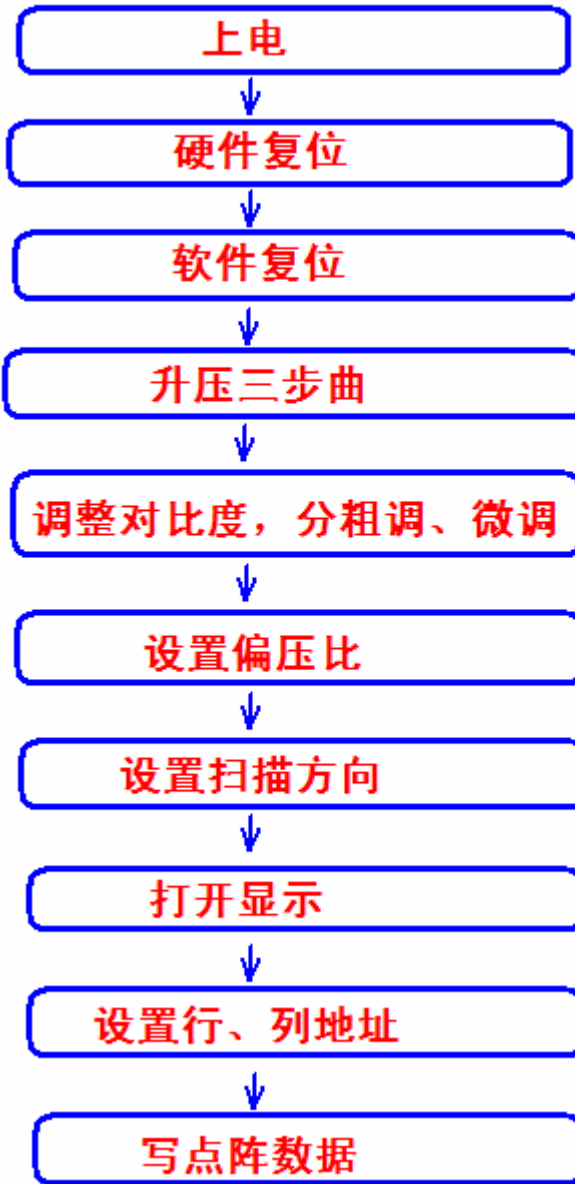 上电
硬件复位
软件复位
升压三步曲
调整对比度，分粗调、微调
设置偏压比
设置扫描方向
打开显示
设置行、列地址
写点阵数据